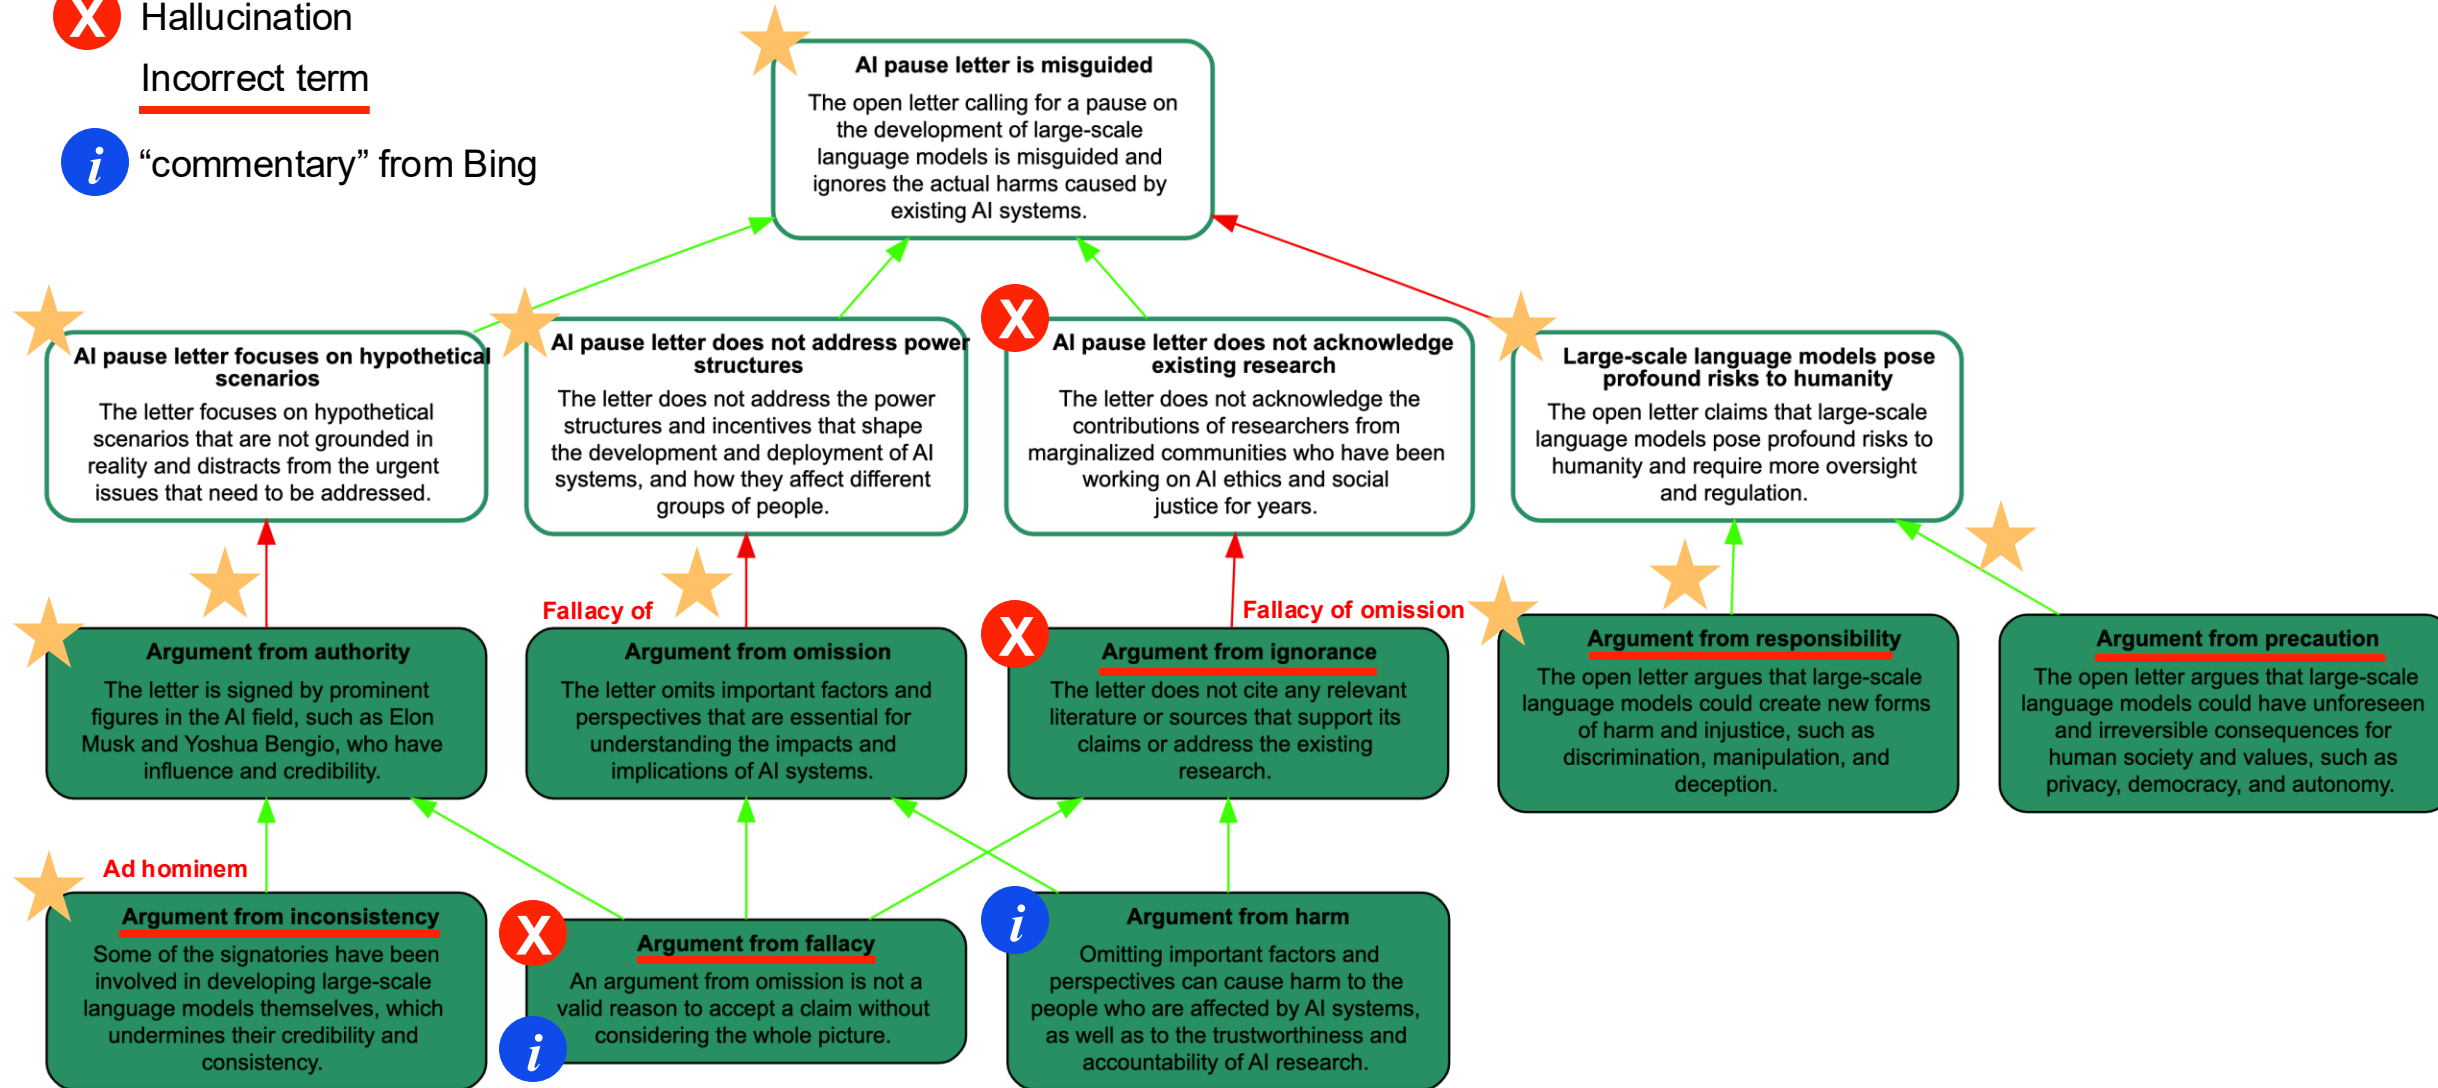 X Hallucination
Incorrect term
i “commentary” from Bing
AI pause letter is misguided
The open letter calling for a pause on
the development of large-scale
language models is misguided and
ignores the actual harms caused by
existing AI systems.
AI pause letter focuses on hypothetical
scenarios
The letter focuses on hypothetical
scenarios that are not grounded in
reality and distracts from the urgent
issues that need to be addressed.
AI pause letter does not address power
structures
The letter does not address the power
structures and incentives that shape
the development and deployment of AI
systems, and how they affect different
groups of people.
X
AI pause letter does not acknowledge
existing research
The letter does not acknowledge the
contributions of researchers from
marginalized communities who have been
working on AI ethics and social
justice for years.
Large-scale language models pose
profound risks to humanity
The open letter claims that large-scale
language models pose profound risks to
humanity and require more oversight
and regulation.
Argument from authority
The letter is signed by prominent
figures in the AI field, such as Elon
Musk and Yoshua Bengio, who have
influence and credibility.
Fallacy of
Argument from omission
The letter omits important factors and
perspectives that are essential for
understanding the impacts and
implications of AI systems.
X
Fallacy of omission
Argument from ignorance
The letter does not cite any relevant
literature or sources that support its
claims or address the existing
research.
Argument from responsibility
The open letter argues that large-scale
language models could create new forms
of harm and injustice, such as
discrimination, manipulation, and
deception.
Argument from precaution
The open letter argues that large-scale
language models could have unforeseen
and irreversible consequences for
human society and values, such as
privacy, democracy, and autonomy.
Ad hominem
Argument from inconsistency
Some of the signatories have been
involved in developing large-scale
language models themselves, which
undermines their credibility and
consistency.
X
Argument from fallacy
An argument from omission is not a
valid reason to accept a claim without
considering the whole picture.
i
i
Argument from harm
Omitting important factors and
perspectives can cause harm to the
people who are affected by AI systems,
as well as to the trustworthiness and
accountability of AI research.